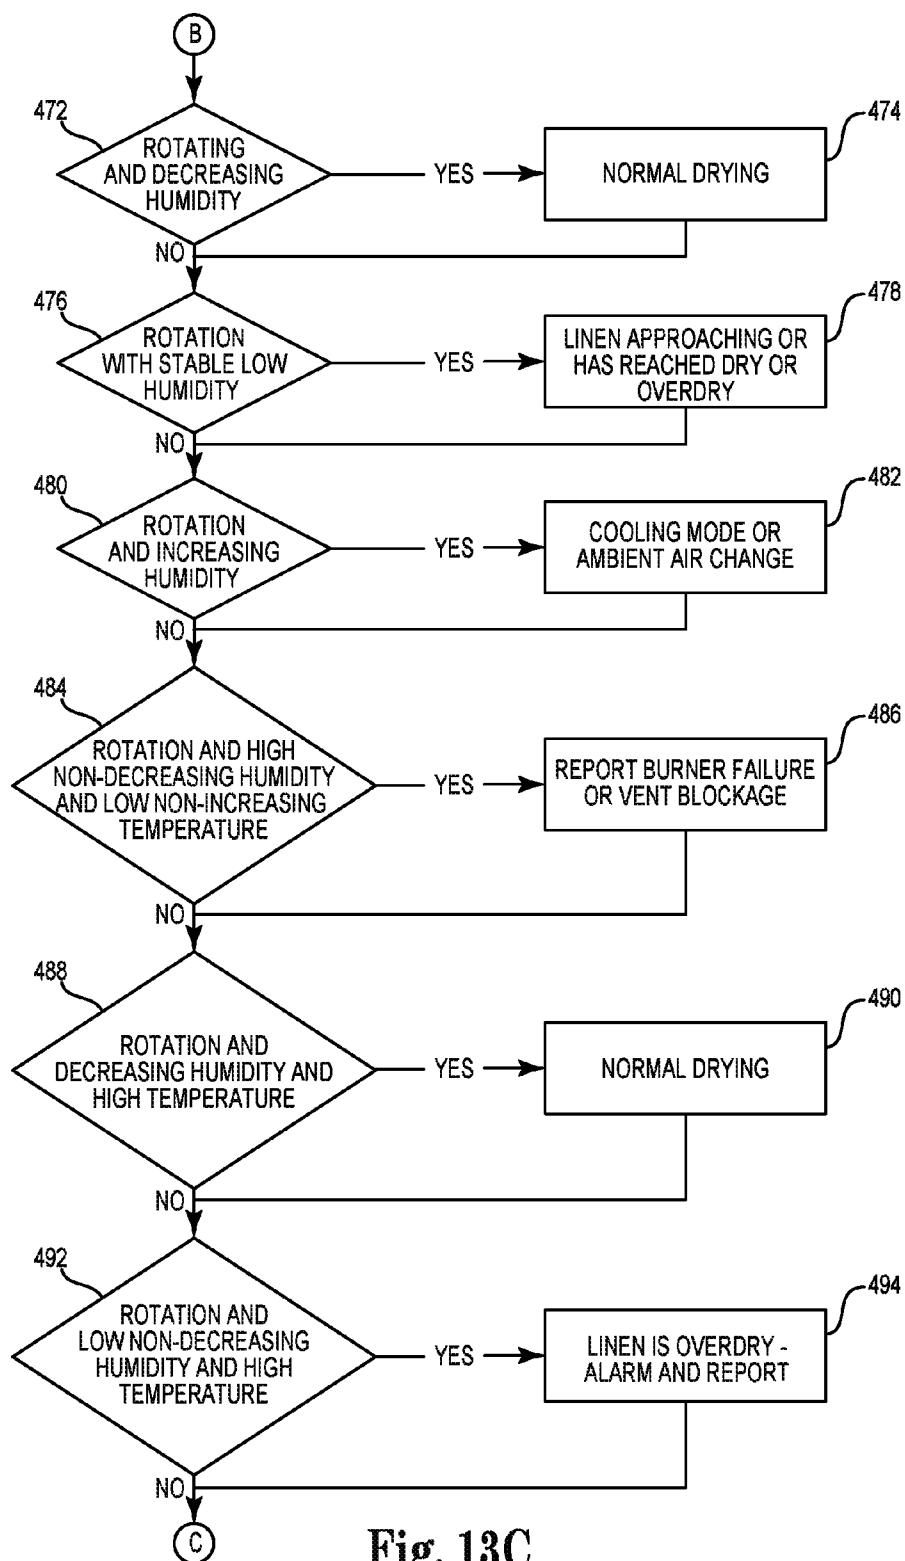 B
472
ROTATING
AND DECREASING
HUMIDITY
YES
NORMAL DRYING
474
NO
476
ROTATION
WITH STABLE LOW
HUMIDITY
YES
LINEN APPROACHING OR
HAS REACHED DRY OR
OVERDRY
478
NO
480
ROTATION
AND INCREASING
HUMIDITY
YES
COOLING MODE OR
AMBIENT AIR CHANGE
482
NO
484
ROTATION AND HIGH
NON-DECREASING HUMIDITY
AND LOW NON-INCREASING
TEMPERATURE
YES
REPORT BURNER FAILURE
OR VENT BLOCKAGE
486
NO
488
ROTATION AND
DECREASING HUMIDITY AND
HIGH TEMPERATURE
YES
NORMAL DRYING
490
NO
492
ROTATION AND
LOW NON-DECREASING
HUMIDITY AND HIGH
TEMPERATURE
YES
LINEN IS OVERDRY -
ALARM AND REPORT
494
NO
C
Fig. 13C